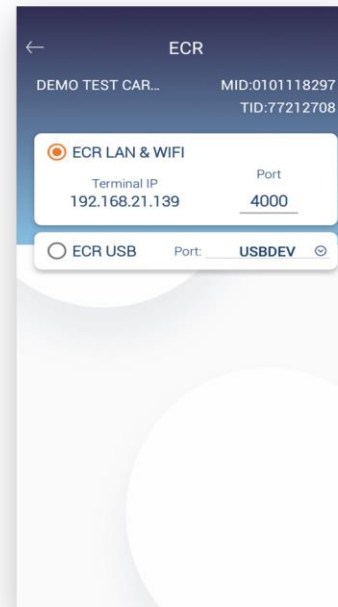 ECR
DEMO TEST CAR... MID:0101118297
TID:77212708
ECR LAN & WIFI
Terminal IP Port
192.168.21.139 4000
ECR USB Port: USBDEV